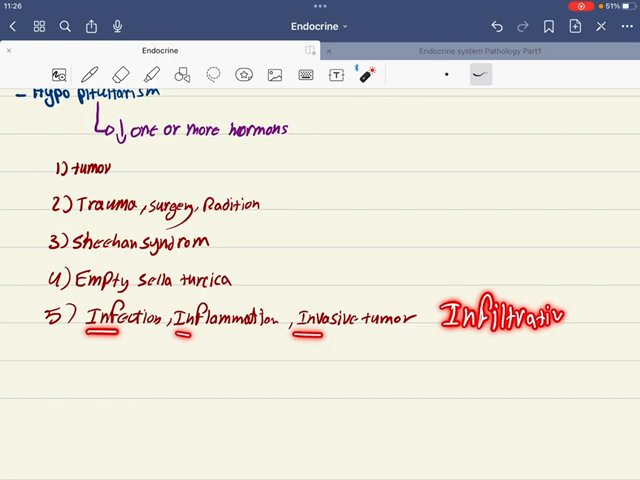 11:26
51%
Endocrine
Endocrine
Endocrine system Pathology Part1
- Hypo pituitarism
↓ one or more hormons
1) tumor
2) Trauma, surgery, Radition
3) Sheehan syndrom
4) Empty sella turcica
5) Infection, Inflammation, Invasive tumor Infiltrativ